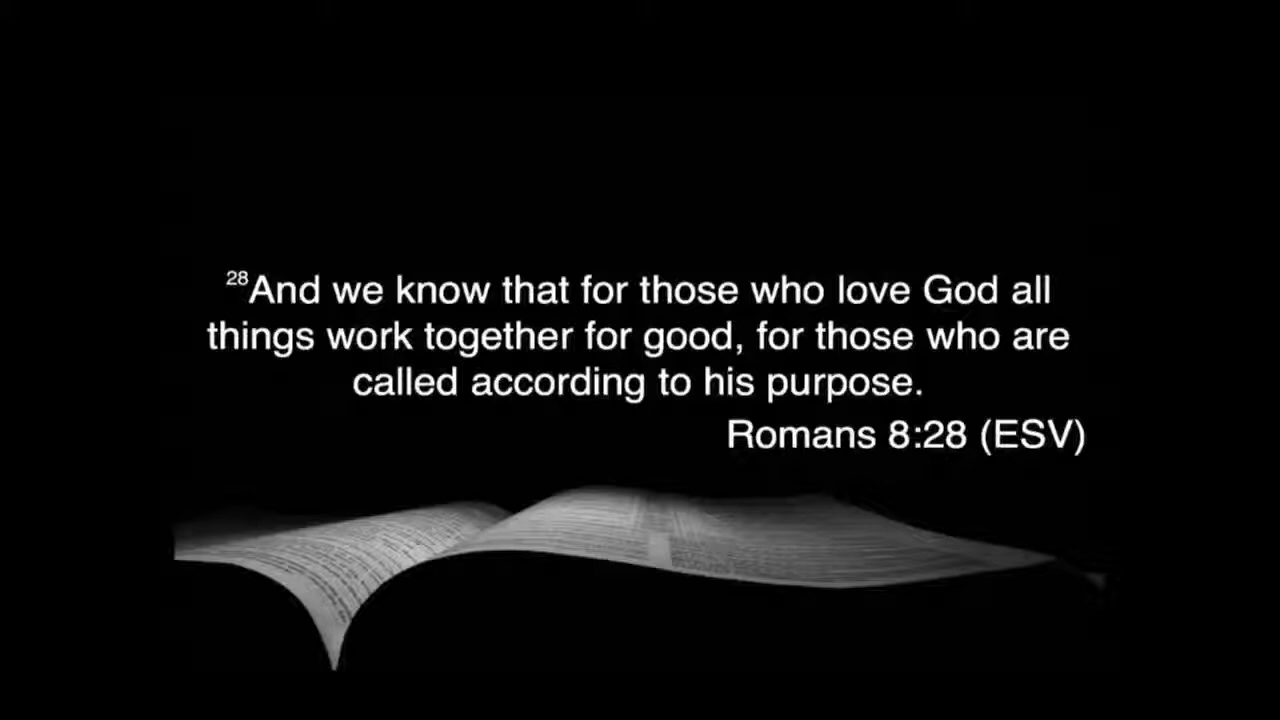 28And we know that for those who love God all
things work together for good, for those who are
called according to his purpose.
Romans 8:28 (ESV)